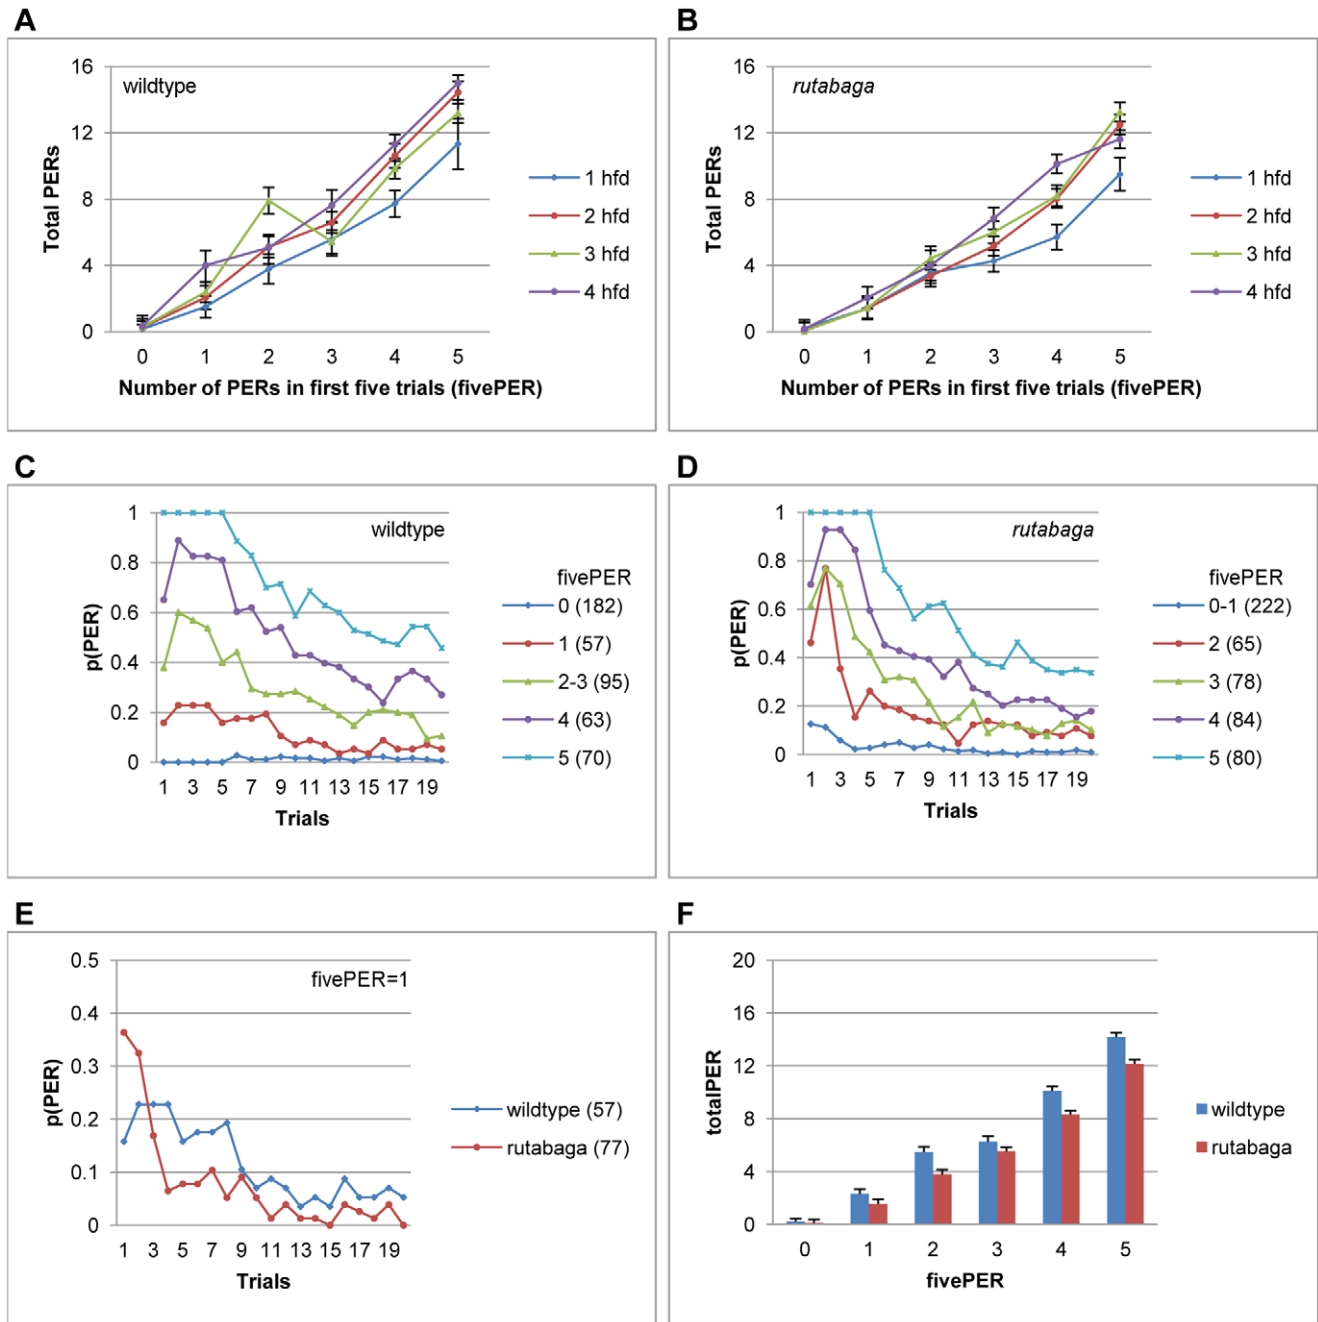 A
wildtype
Total PERs
16
12
8
4
0
0 1 2 3 4 5
Number of PERs in first five trials (fivePER)
1 hfd
2 hfd
3 hfd
4 hfd
B
rutabaga
Total PERs
16
12
8
4
0
0 1 2 3 4 5
Number of PERs in first five trials (fivePER)
1 hfd
2 hfd
3 hfd
4 hfd
C
wildtype
p(PER)
1
0.8
0.6
0.4
0.2
0
1 3 5 7 9 11 13 15 17 19
Trials
fivePER
0 (182)
1 (57)
2-3 (95)
4 (63)
5 (70)
D
rutabaga
p(PER)
1
0.8
0.6
0.4
0.2
0
1 3 5 7 9 11 13 15 17 19
Trials
fivePER
0-1 (222)
2 (65)
3 (78)
4 (84)
5 (80)
E
fivePER=1
p(PER)
0.5
0.4
0.3
0.2
0.1
0
1 3 5 7 9 11 13 15 17 19
Trials
wildtype (57)
rutabaga (77)
F
totalPER
20
16
12
8
4
0
0 1 2 3 4 5
fivePER
wildtype
rutabaga